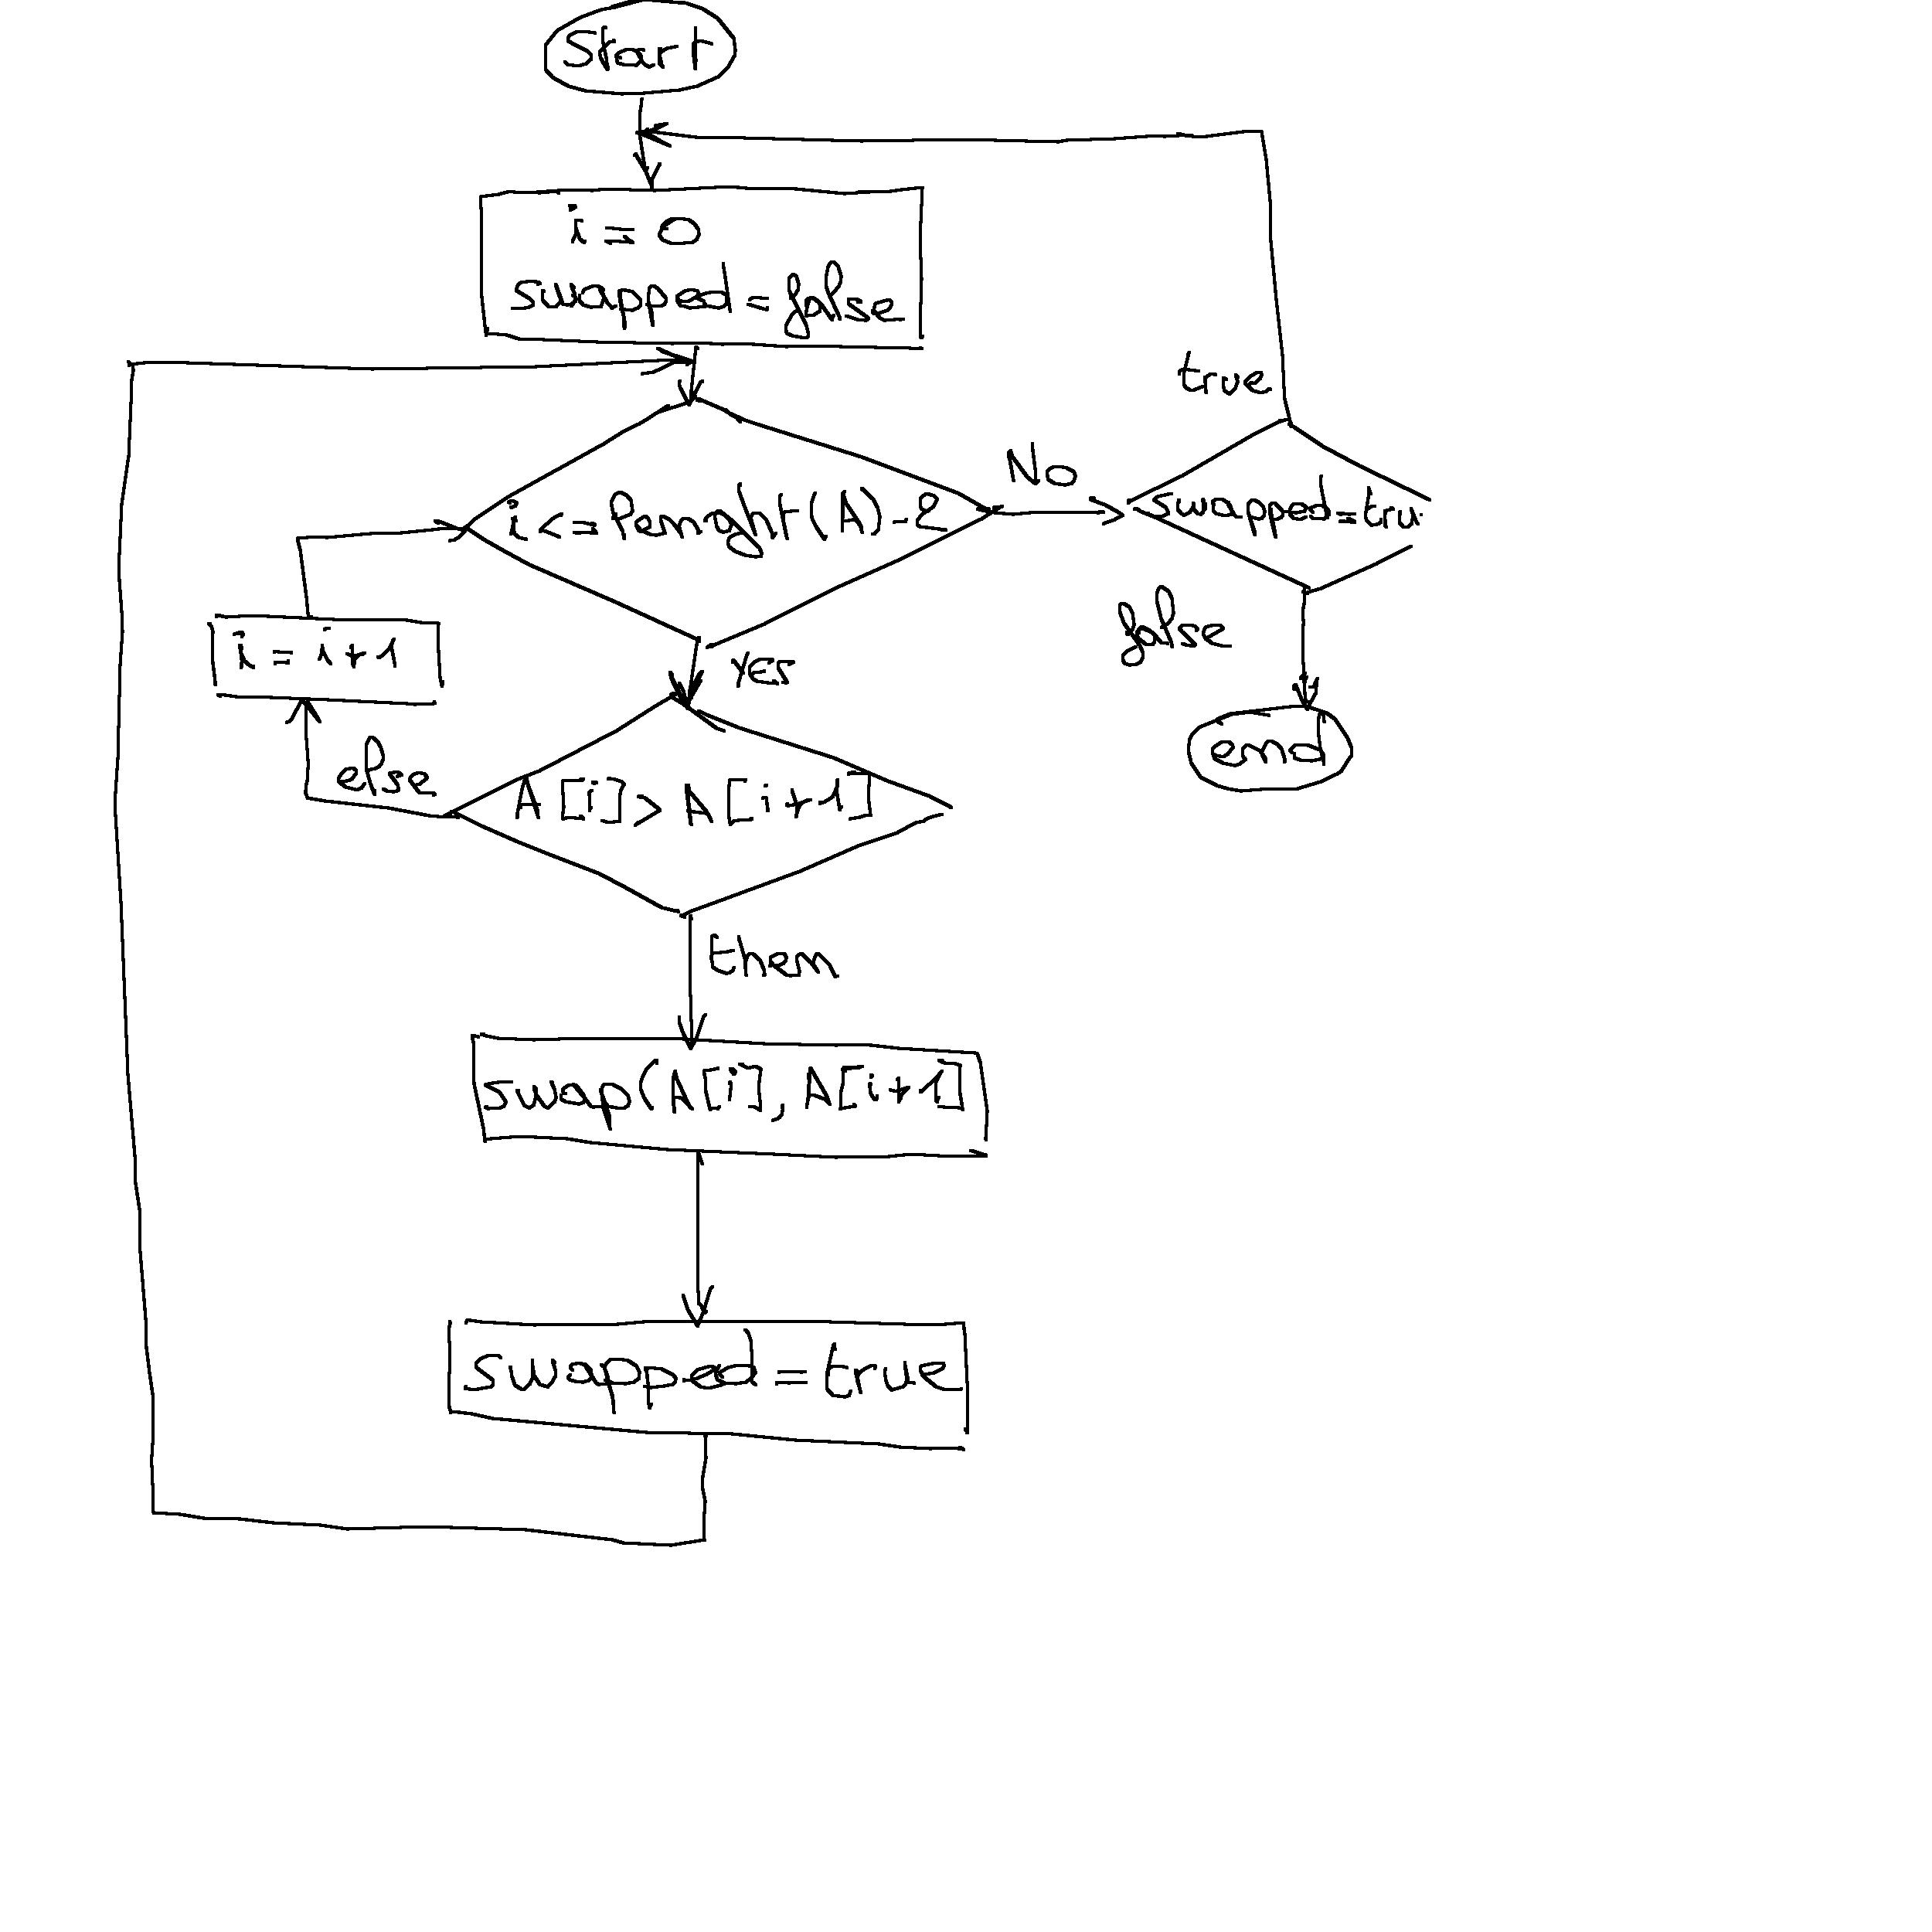 Start
i = 0
swapped = false
true
i <= lenght(A)-2
No
swapped = tru
i = i+1
Yes
false
end
else
A[i] > A[i+1]
then
swap(A[i], A[i+1]
swapped = true